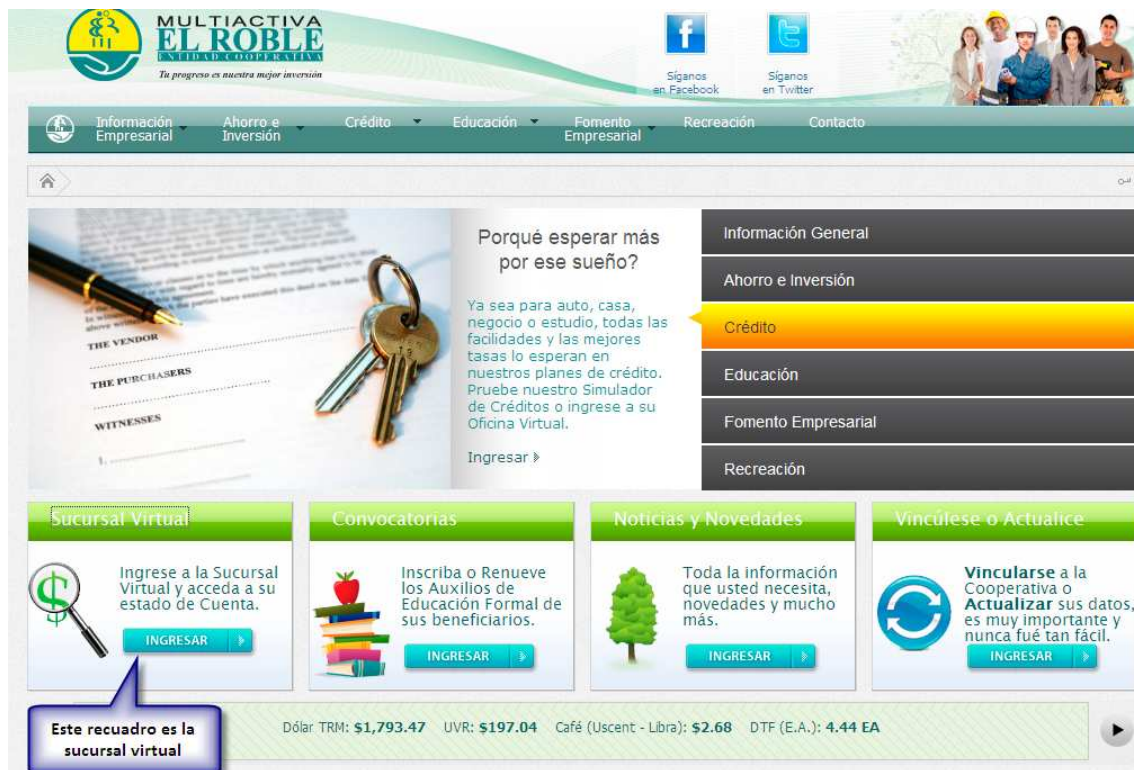 MULTIACTIVA
EL ROBLE
ENTIDAD COOPERATIVA
Tu progreso es nuestra mejor inversión
Síganos
en Facebook
Síganos
en Twitter
Información
Empresarial
Ahorro e
Inversión
Crédito
Educación
Fomento
Empresarial
Recreación
Contacto
THE VENDOR
THE PURCHASERS
WITNESSES
1.
Porqué esperar más
por ese sueño?
Ya sea para auto, casa,
negocio o estudio, todas las
facilidades y las mejores
tasas lo esperan en
nuestros planes de crédito.
Pruebe nuestro Simulador
de Créditos o ingrese a su
Oficina Virtual.
Ingresar
Información General
Ahorro e Inversión
Crédito
Educación
Fomento Empresarial
Recreación
Sucursal Virtual
Ingrese a la Sucursal
Virtual y acceda a su
estado de Cuenta.
INGRESAR
Convocatorias
Inscriba o Renueve
los Auxilios de
Educación Formal de
sus beneficiarios.
INGRESAR
Noticias y Novedades
Toda la información
que usted necesita,
novedades y mucho
más.
INGRESAR
Vincúlese o Actualice
Vincularse a la
Cooperativa o
Actualizar sus datos,
es muy importante y
nunca fué tan fácil.
INGRESAR
Este recuadro es la
sucursal virtual
Dólar TRM: $1,793.47 UVR: $197.04 Café (Uscent - Libra): $2.68 DTF (E.A.): 4.44 EA